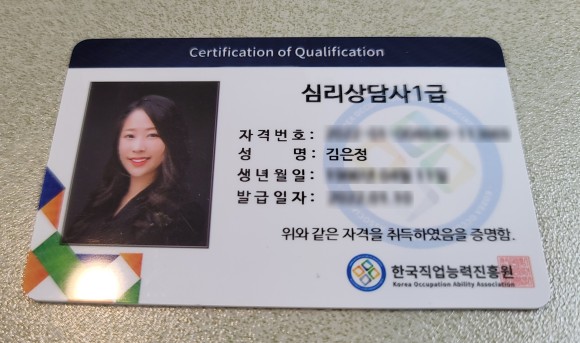 Certification of Qualification
심리상담사1급
자격번호 :
성 명 : 김은정
생년월일 :
발급일자 :
위와 같은 자격을 취득하였음을 증명함.
한국직업능력진흥원
Korea Occupation Ability Association